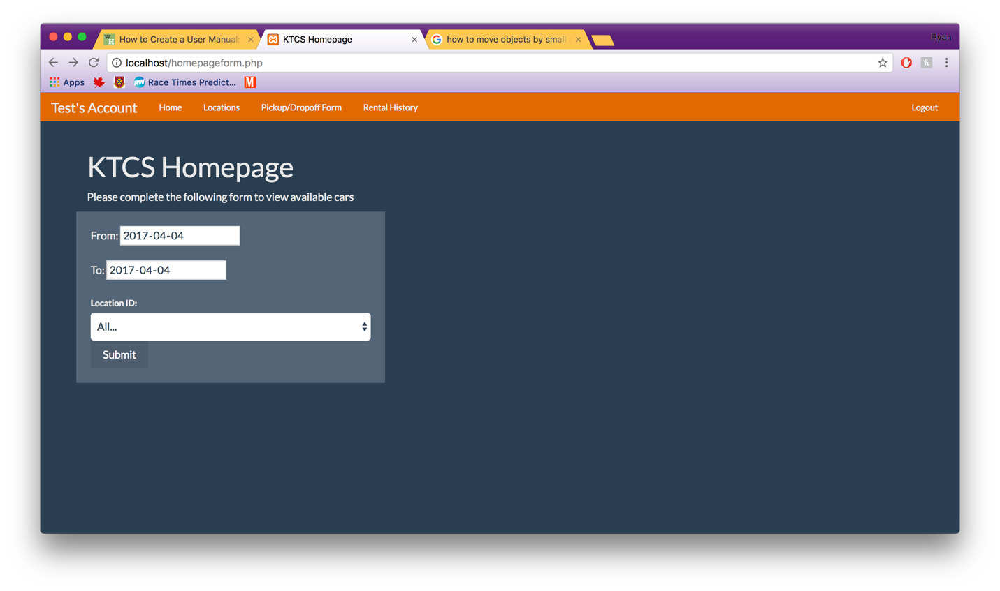 How to Create a User Manual:
KTCS Homepage
how to move objects by small
Ryan
localhost/homepageform.php
Apps
RW
Race Times Predict...
M
Test's Account
Home
Locations
Pickup/Dropoff Form
Rental History
Logout
KTCS Homepage
Please complete the following form to view available cars
From: 2017-04-04
To: 2017-04-04
Location ID:
All...
Submit